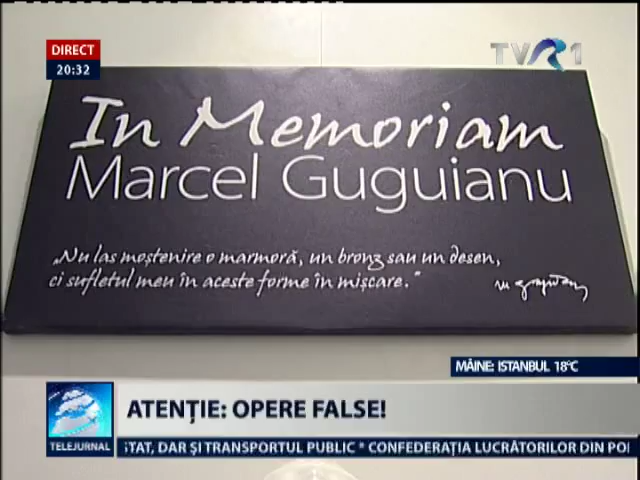 DIRECT
20:32
TVR1
In Memoriam
Marcel Guguianu
„Nu las moștenire o marmoră, un bronz sau un desen,
ci sufletul meu în aceste forme în mișcare.”
MÂINE: ISTANBUL 18°C
ATENȚIE: OPERE FALSE!
TELEJURNAL
STAT, DAR ȘI TRANSPORTUL PUBLIC * CONFEDERAȚIA LUCRĂTORILOR DIN